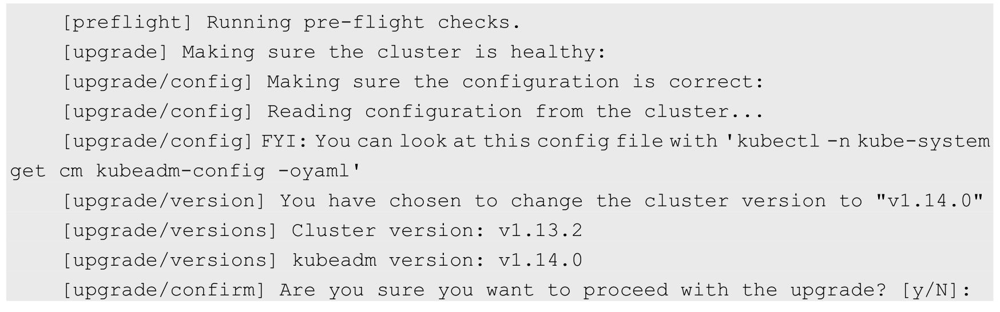 [preflight] Running pre-flight checks.
[upgrade] Making sure the cluster is healthy:
[upgrade/config] Making sure the configuration is correct:
[upgrade/config] Reading configuration from the cluster...
[upgrade/config] FYI: You can look at this config file with 'kubectl -n kube-system
get cm kubeadm-config -oyaml'
[upgrade/version] You have chosen to change the cluster version to "v1.14.0"
[upgrade/versions] Cluster version: v1.13.2
[upgrade/versions] kubeadm version: v1.14.0
[upgrade/confirm] Are you sure you want to proceed with the upgrade? [y/N]: